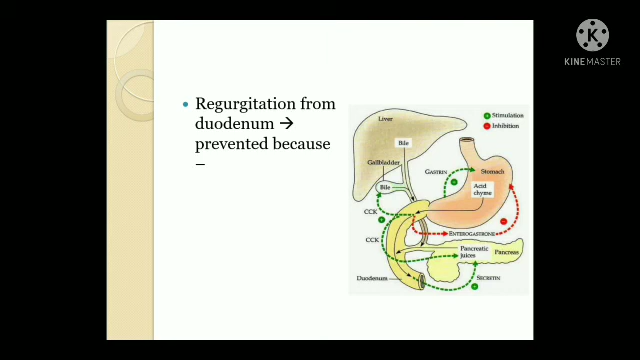 K
KINEMASTER
• Regurgitation from
duodenum →
prevented because
–
Stimulation
Inhibition
Liver
Bile
Gallbladder
Bile
GASTRIN
Stomach
Acid
chyme
CCK
ENTEROGASTRONE
CCK
Pancreatic
juices
Pancreas
Duodenum
SECRETIN